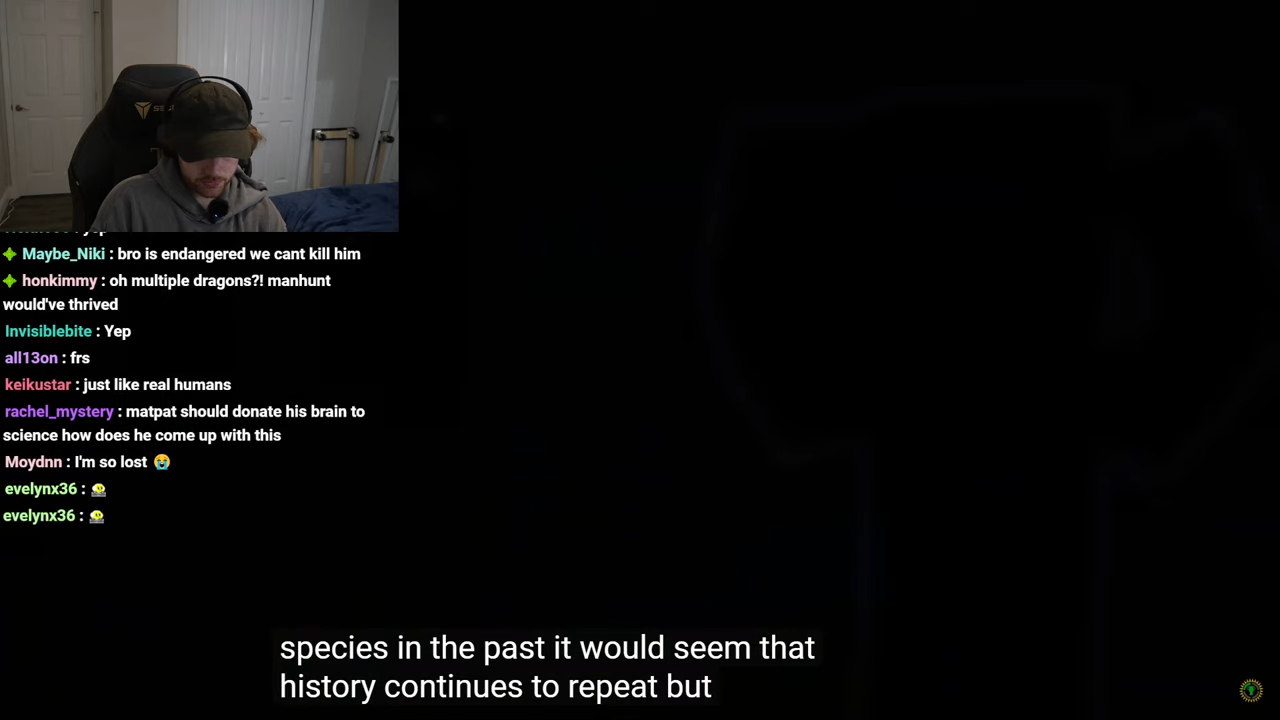 Maybe_Niki : bro is endangered we cant kill him
honkimmy : oh multiple dragons?! manhunt
would've thrived
Invisiblebite : Yep
all13on : frs
keikustar : just like real humans
rachel_mystery : matpat should donate his brain to
science how does he come up with this
Moydnn : I'm so lost 😭
evelynx36 :
evelynx36 :
species in the past it would seem that
history continues to repeat but